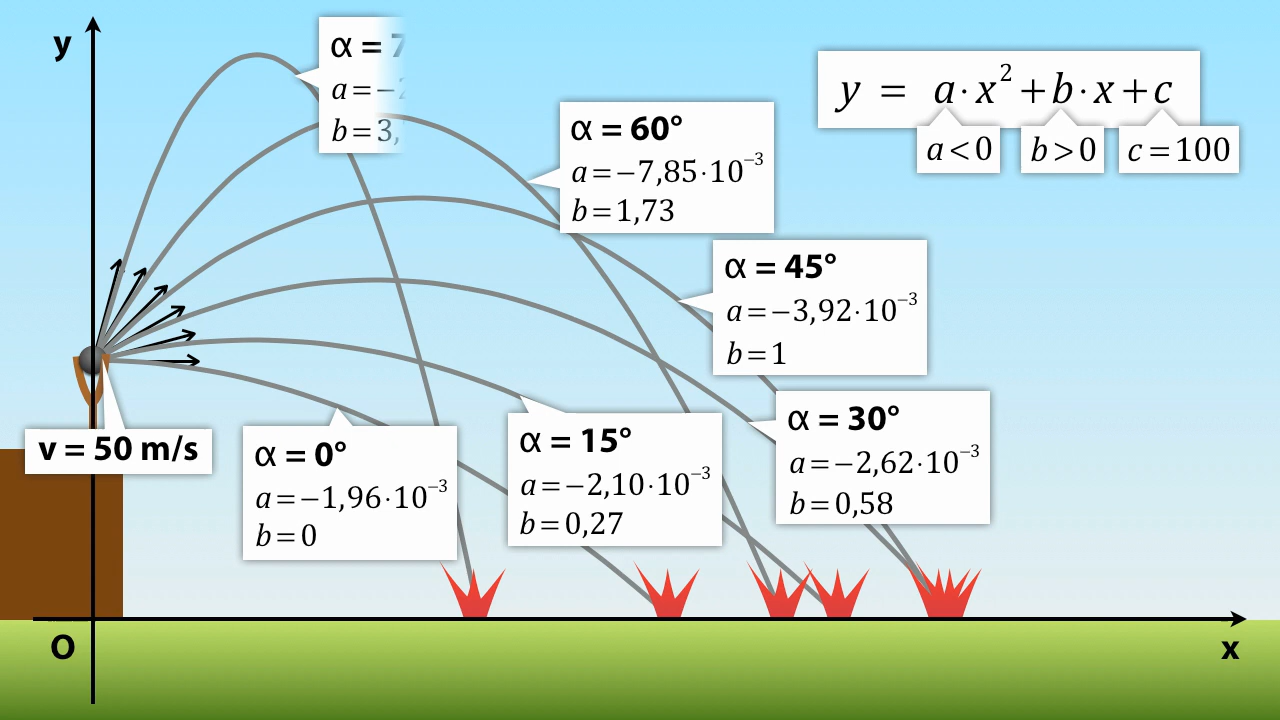 y
α = 7
a=−2
b=3,
y = a·x²+b·x+c
a<0
b>0
c=100
α = 60°
a=−7,85·10⁻³
b=1,73
α = 45°
a=−3,92·10⁻³
b=1
α = 30°
a=−2,62·10⁻³
b=0,58
α = 15°
a=−2,10·10⁻³
b=0,27
α = 0°
a=−1,96·10⁻³
b=0
v = 50 m/s
O
x